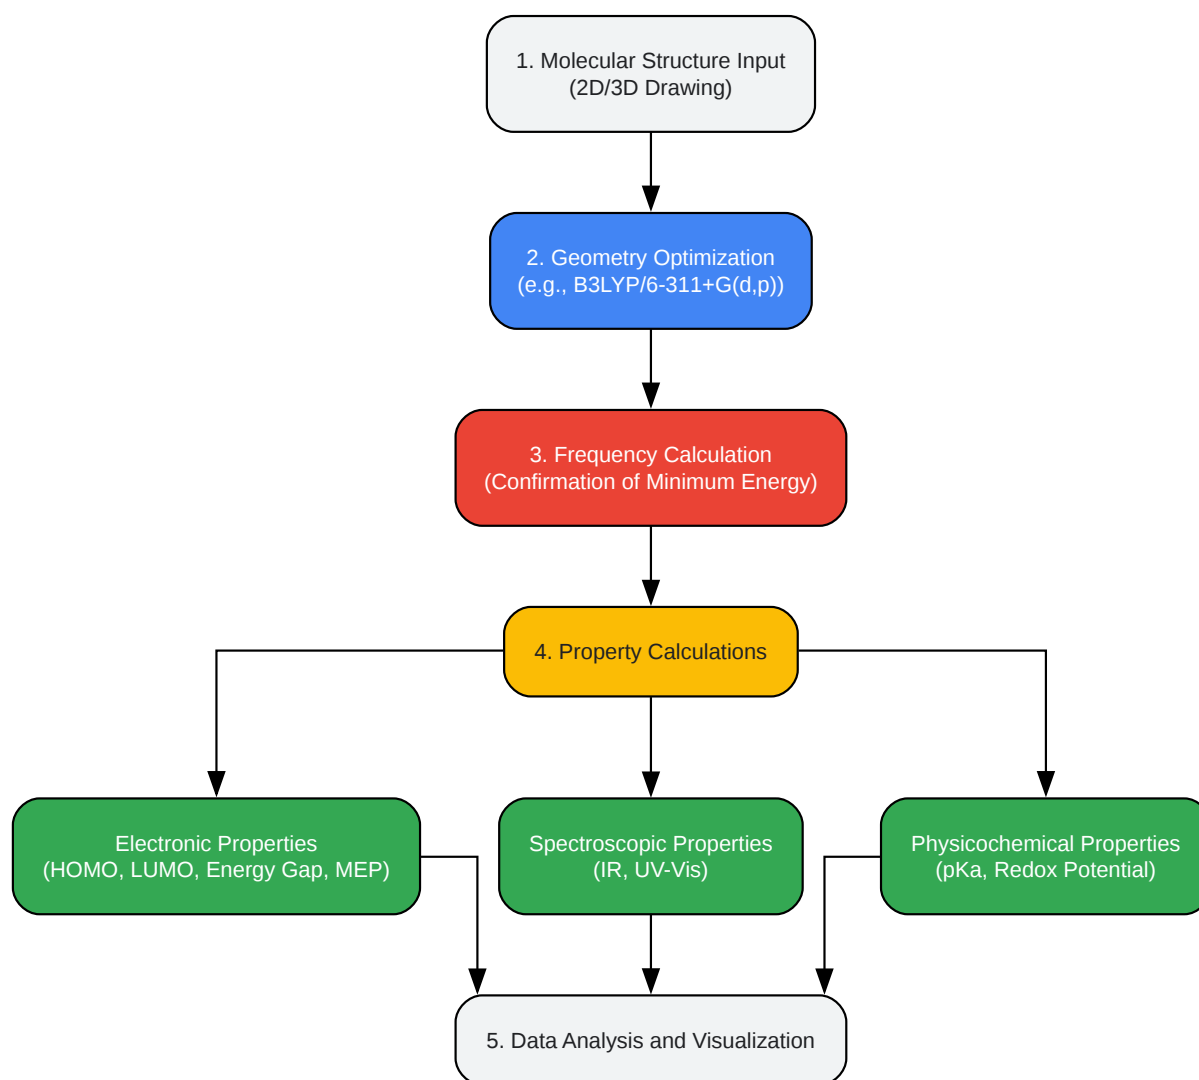 1. Molecular Structure Input
(2D/3D Drawing)
2. Geometry Optimization
(e.g., B3LYP/6-311+G(d,p))
3. Frequency Calculation
(Confirmation of Minimum Energy)
4. Property Calculations
Electronic Properties
(HOMO, LUMO, Energy Gap, MEP)
Spectroscopic Properties
(IR, UV-Vis)
Physicochemical Properties
(pKa, Redox Potential)
5. Data Analysis and Visualization